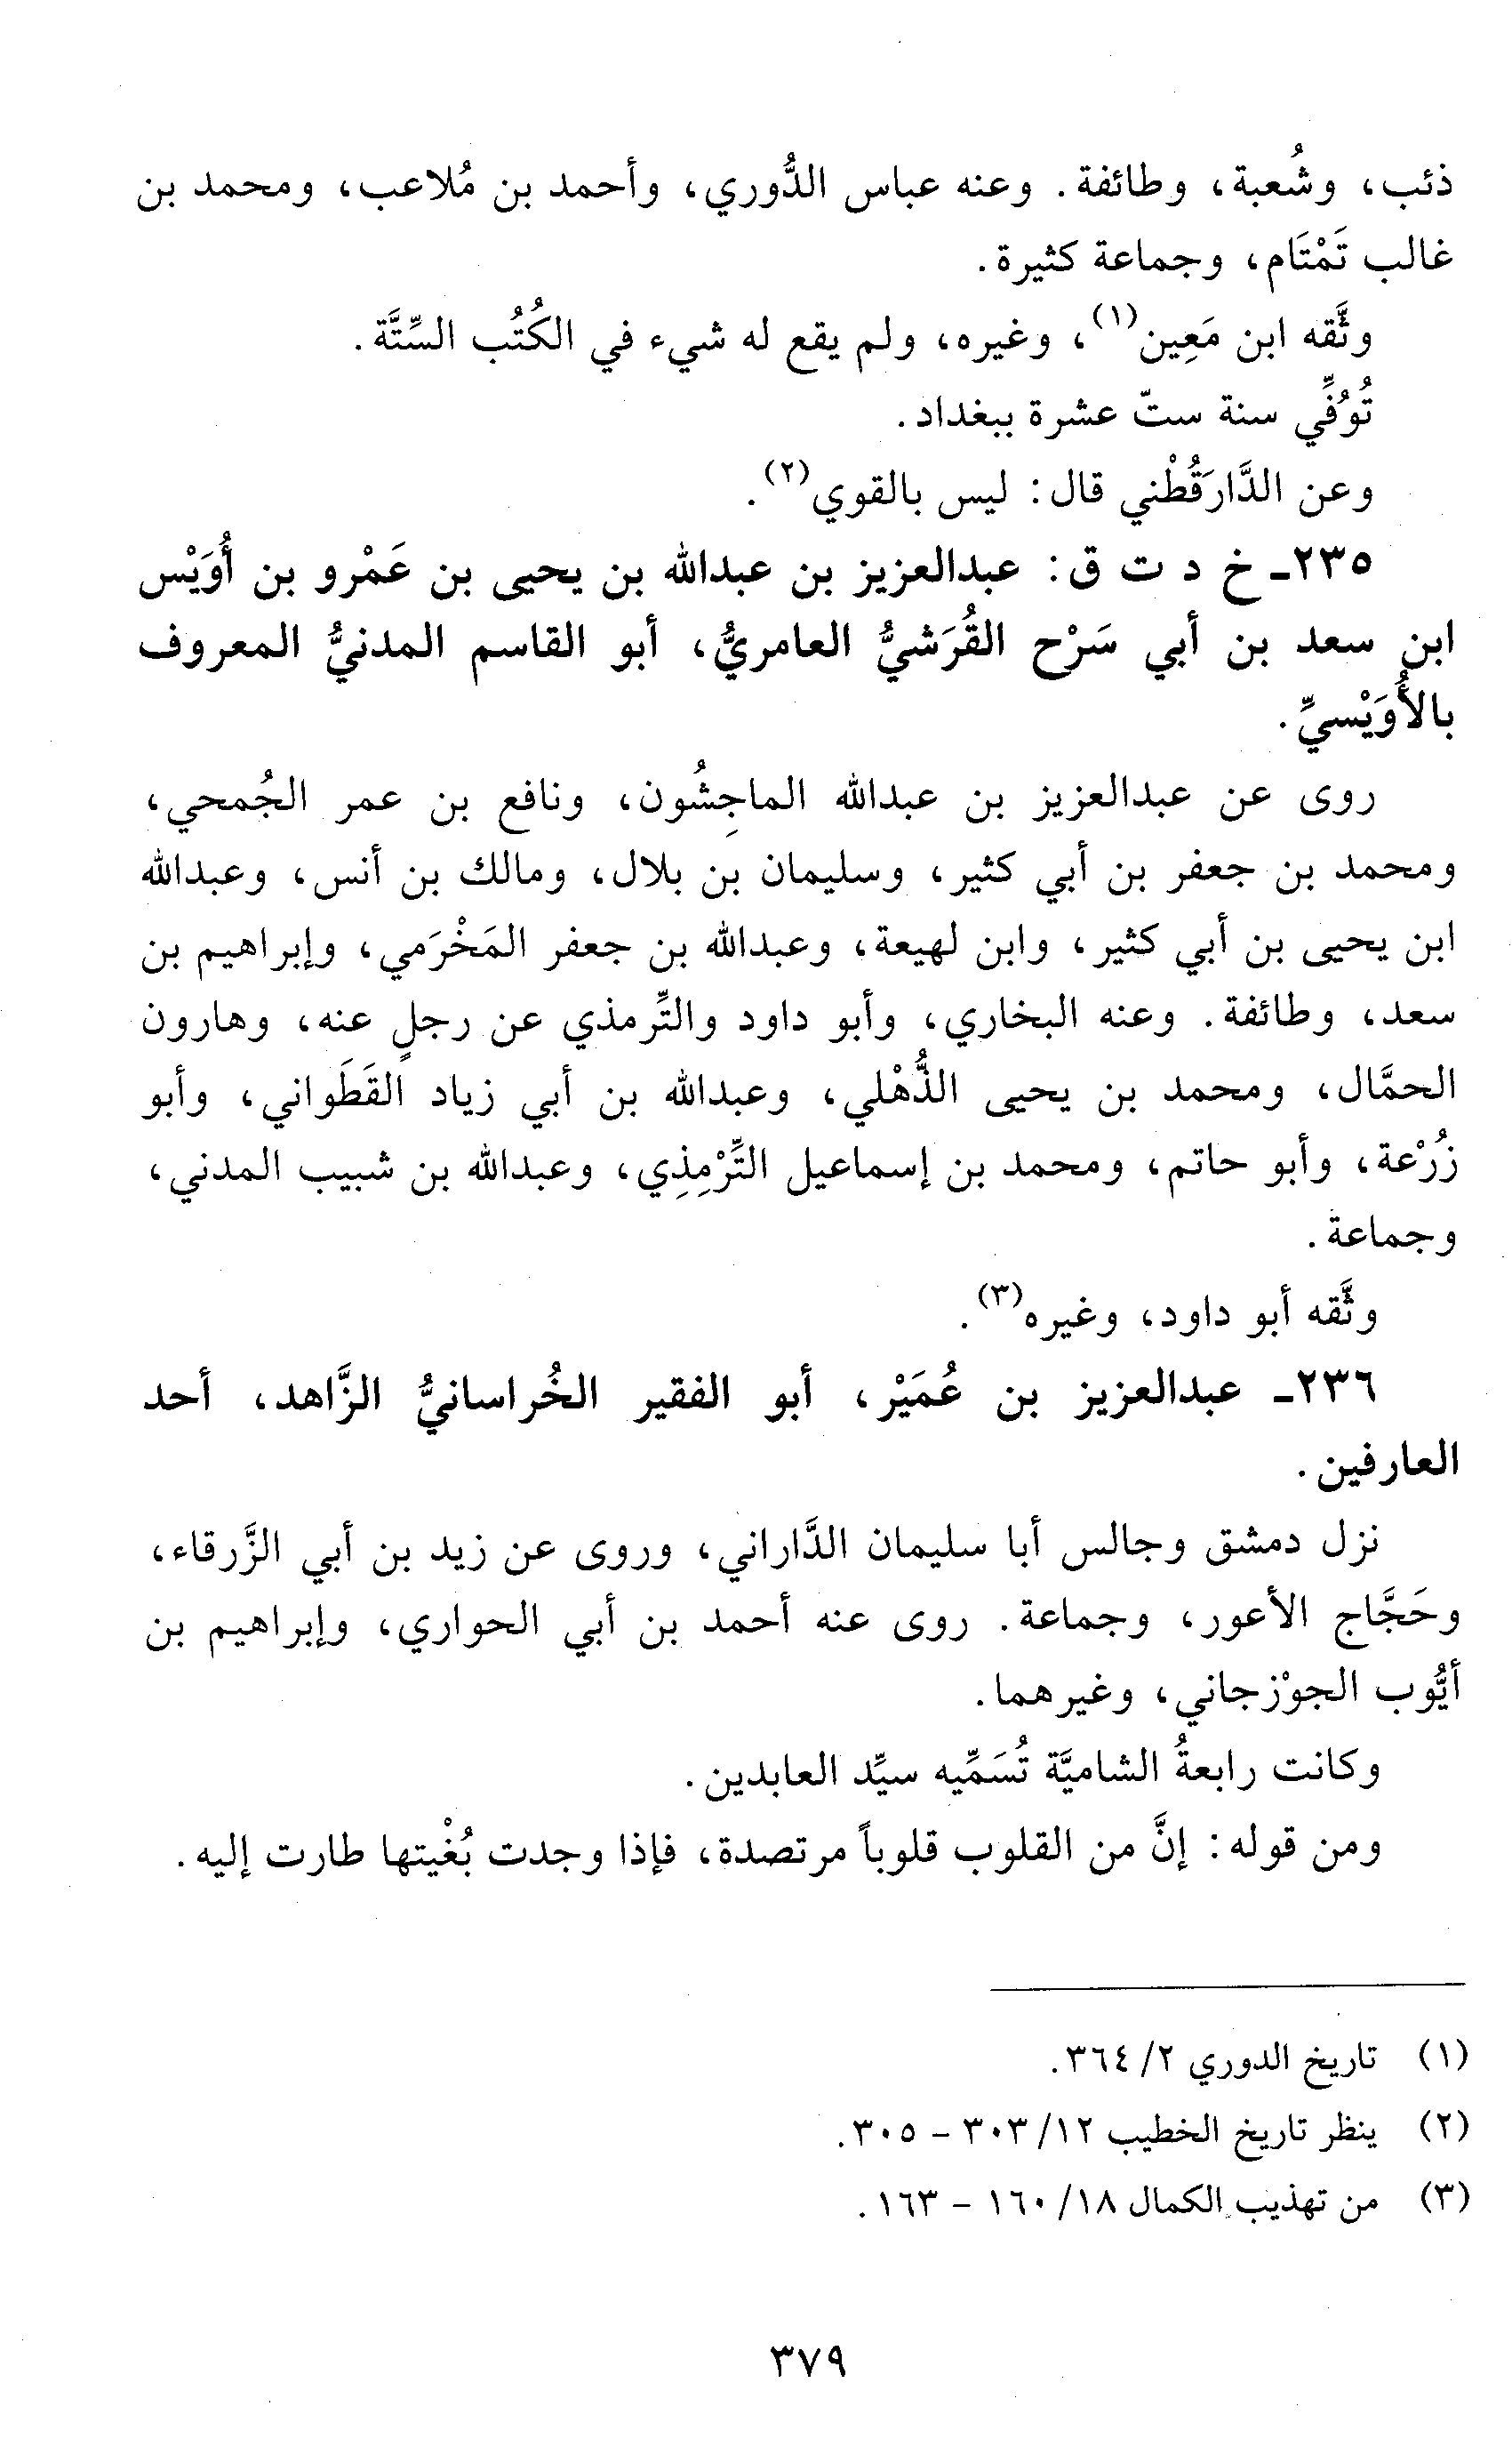 ذئب، وشُعبة، وطائفة. وعنه عباس الدُّوري، وأحمد بن مُلاعب، ومحمد بن
غالب تَمْتَام، وجماعة كثيرة.
وثَّقه ابن مَعِين(١)، وغيره، ولم يقع له شيء في الكُتُب السِّتَّة.
تُوُفِّي سنة ستّ عشرة ببغداد.
وعن الدَّارَقُطْني قال: ليس بالقوي(٢).
٢٣٥ـ خ د ت ق: عبدالعزيز بن عبدالله بن يحيى بن عَمْرو بن أُوَيْس
ابن سعد بن أبي سَرْح القُرَشيُّ العامريُّ، أبو القاسم المدنيُّ المعروف
بالأُوَيْسيِّ.
روى عن عبدالعزيز بن عبدالله الماجِشُون، ونافع بن عمر الجُمحي،
ومحمد بن جعفر بن أبي كثير، وسليمان بن بلال، ومالك بن أنس، وعبدالله
ابن يحيى بن أبي كثير، وابن لهيعة، وعبدالله بن جعفر المَخْرَمي، وإبراهيم بن
سعد، وطائفة. وعنه البخاري، وأبو داود والتِّرمذي عن رجلٍ عنه، وهارون
الحمَّال، ومحمد بن يحيى الذُّهْلي، وعبدالله بن أبي زياد القَطَواني، وأبو
زُرْعة، وأبو حاتم، ومحمد بن إسماعيل التِّرْمِذِي، وعبدالله بن شبيب المدني،
وجماعة.
وثَّقه أبو داود، وغيره(٣).
٢٣٦ـ عبدالعزيز بن عُمَيْر، أبو الفقير الخُراسانيُّ الزَّاهد، أحد
العارفين.
نزل دمشق وجالس أبا سليمان الدَّاراني، وروى عن زيد بن أبي الزَّرقاء،
وحَجَّاج الأعور، وجماعة. روى عنه أحمد بن أبي الحواري، وإبراهيم بن
أيُّوب الجوْزجاني، وغيرهما.
وكانت رابعةُ الشاميَّة تُسَمِّيه سيِّد العابدين.
ومن قوله: إنَّ من القلوب قلوباً مرتصدة، فإذا وجدت بُغْيتها طارت إليه.
(١) تاريخ الدوري ٢/ ٣٦٤.
(٢) ينظر تاريخ الخطيب ١٢/ ٣٠٣ - ٣٠٥.
(٣) من تهذيب الكمال ١٨/ ١٦٠ - ١٦٣.
٣٧٩